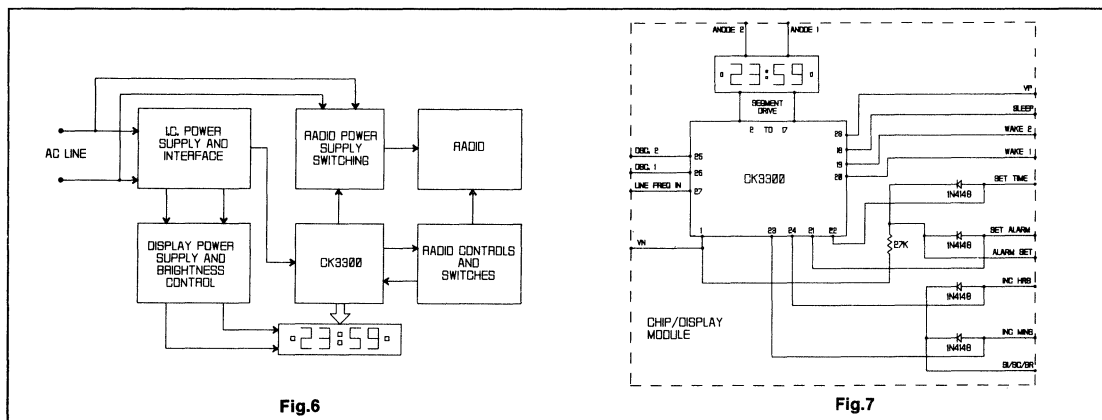 AC LINE
I.C. POWER
SUPPLY AND
INTERFACE
RADIO POWER
SUPPLY
SWITCHING
RADIO
DISPLAY POWER
SUPPLY AND
BRIGHTNESS
CONTROL
CK3300
RADIO CONTROLS
AND
SWITCHES
23:59
Fig.6
ANODE 2
ANODE 1
23:59
SEGMENT
DRIVE
2 TO 17
CK3300
OSC. 2
25
OSC. 1
26
LINE FREQ IN
27
VN
1
23
24
21
22
28
VP
18
SLEEP
19
WAKE 2
20
WAKE 1
SET TIME
1N4148
27K
SET ALARM
1N4148
ALARM SET
INC HRS
1N4148
INC MINS
1N4148
SI/SC/SR
CHIP/DISPLAY
MODULE
Fig.7